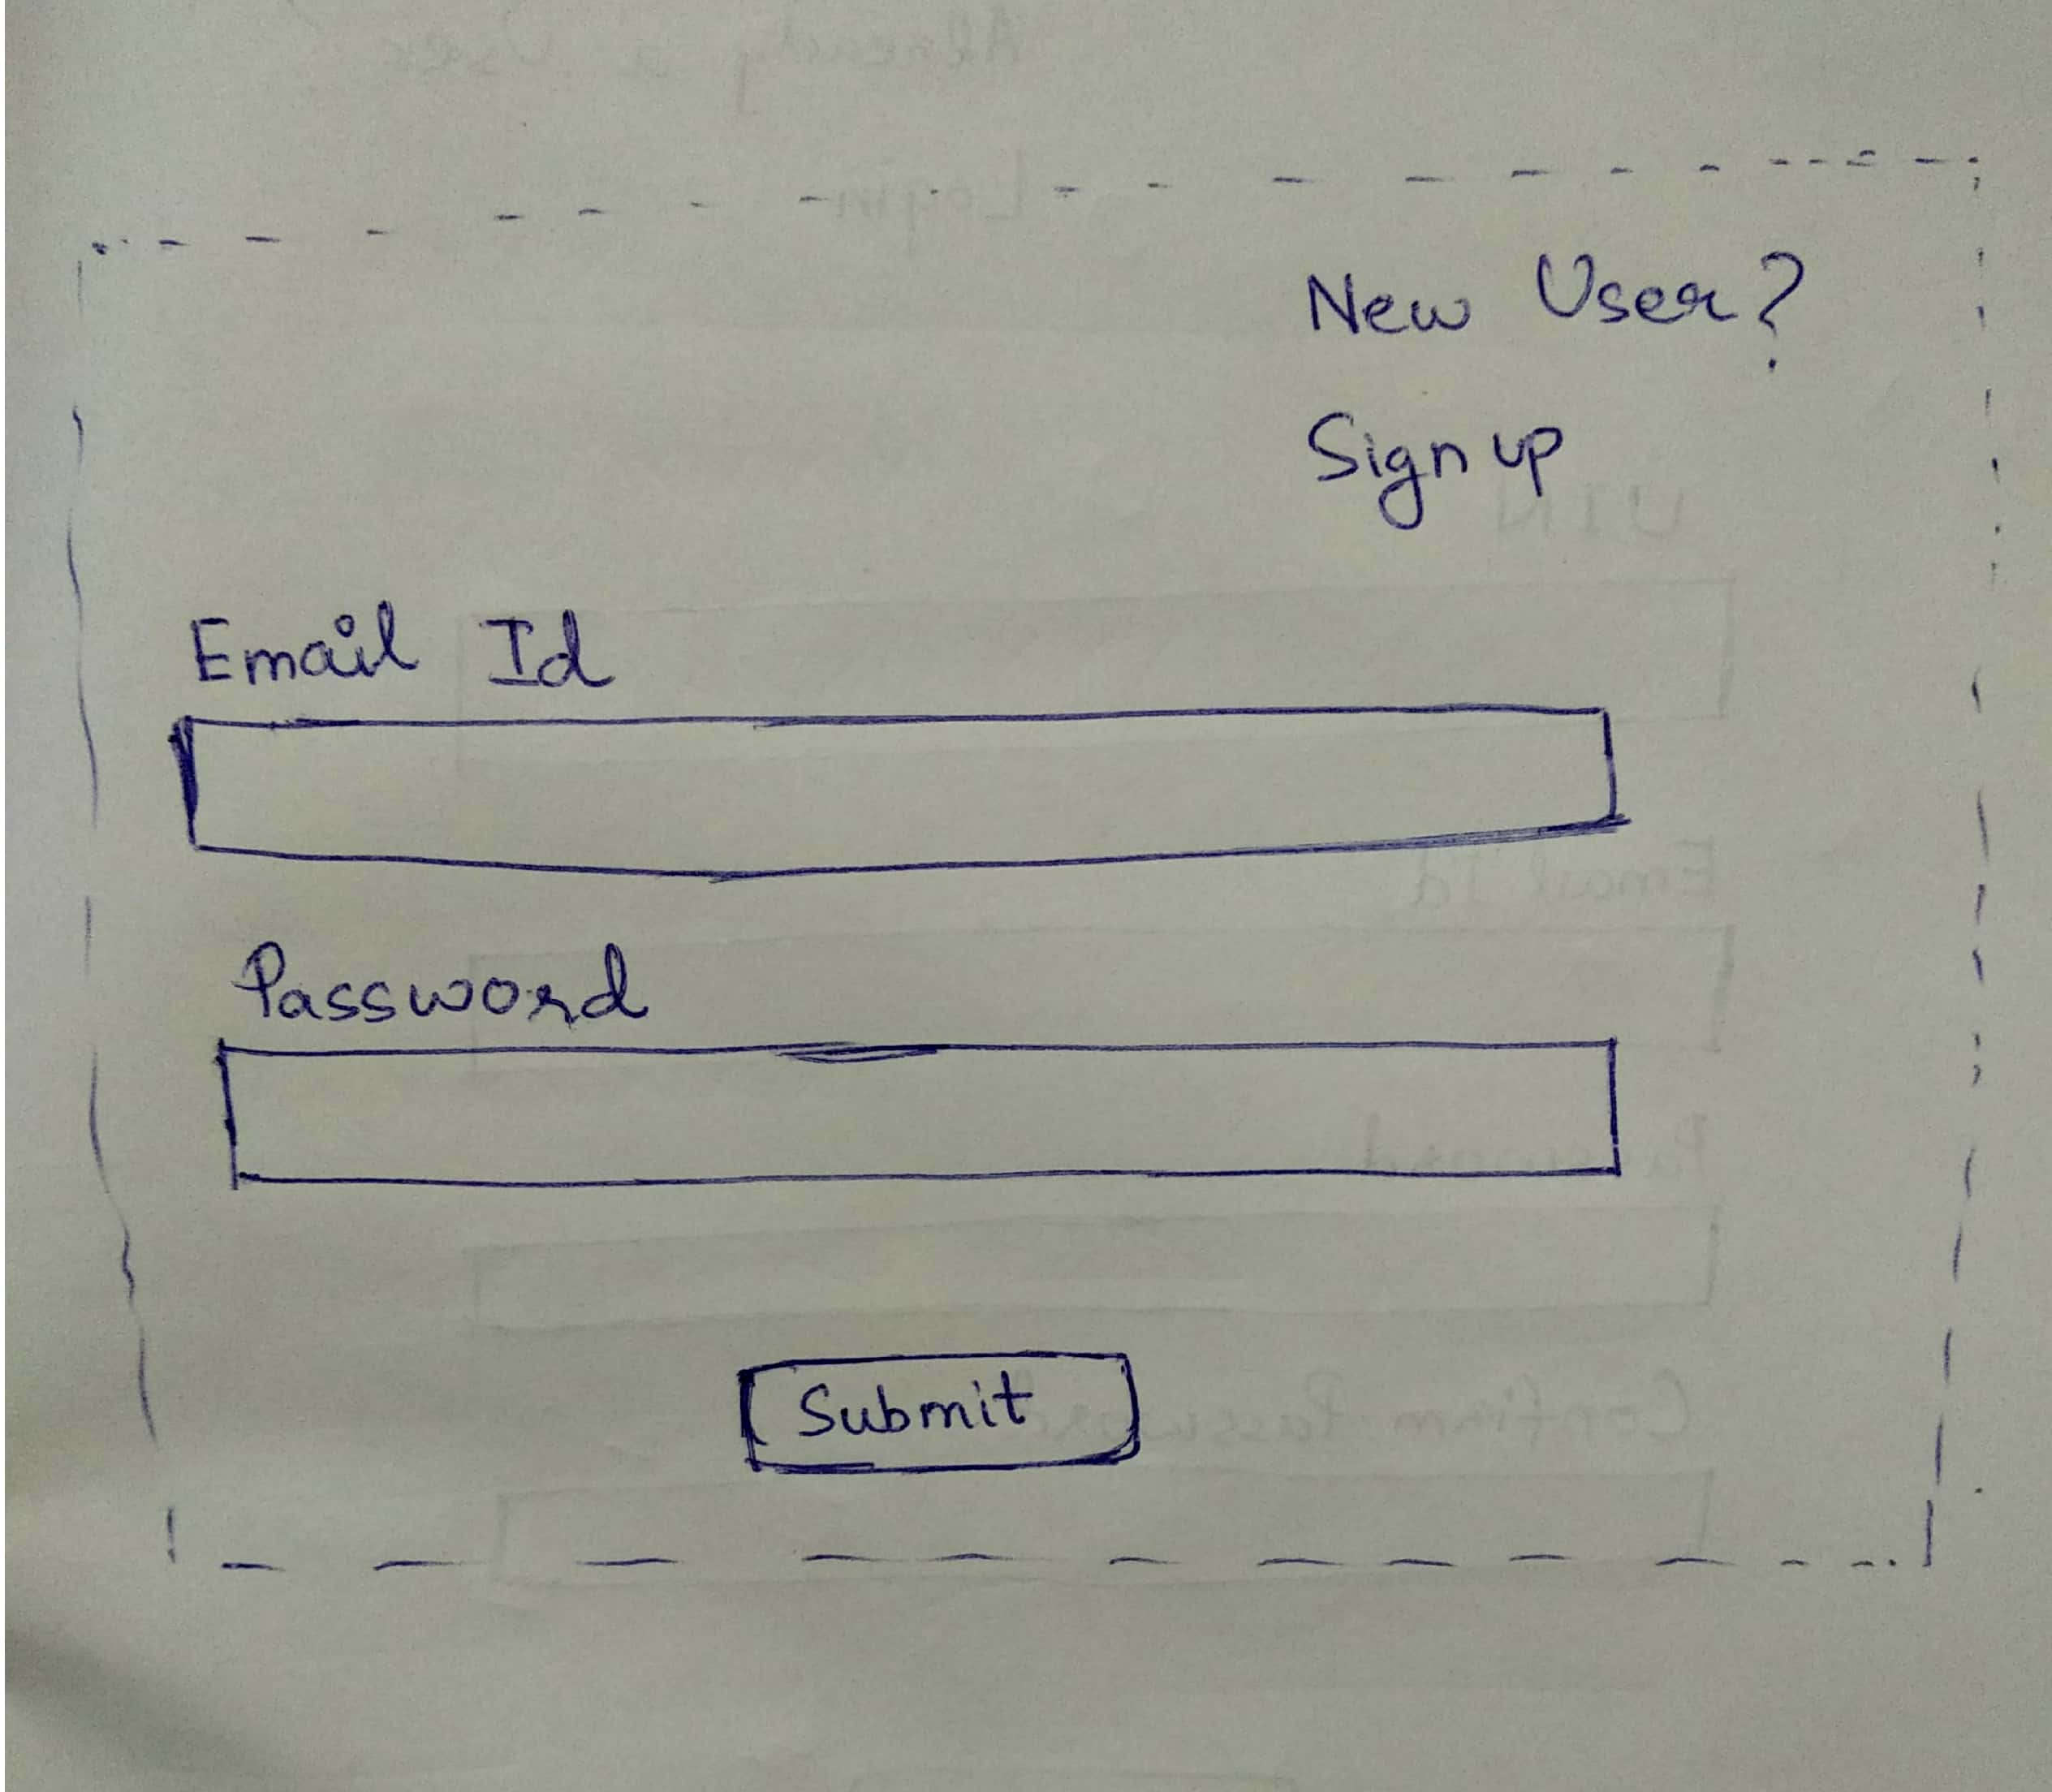 New User?
Sign up
Email Id
Password
Submit